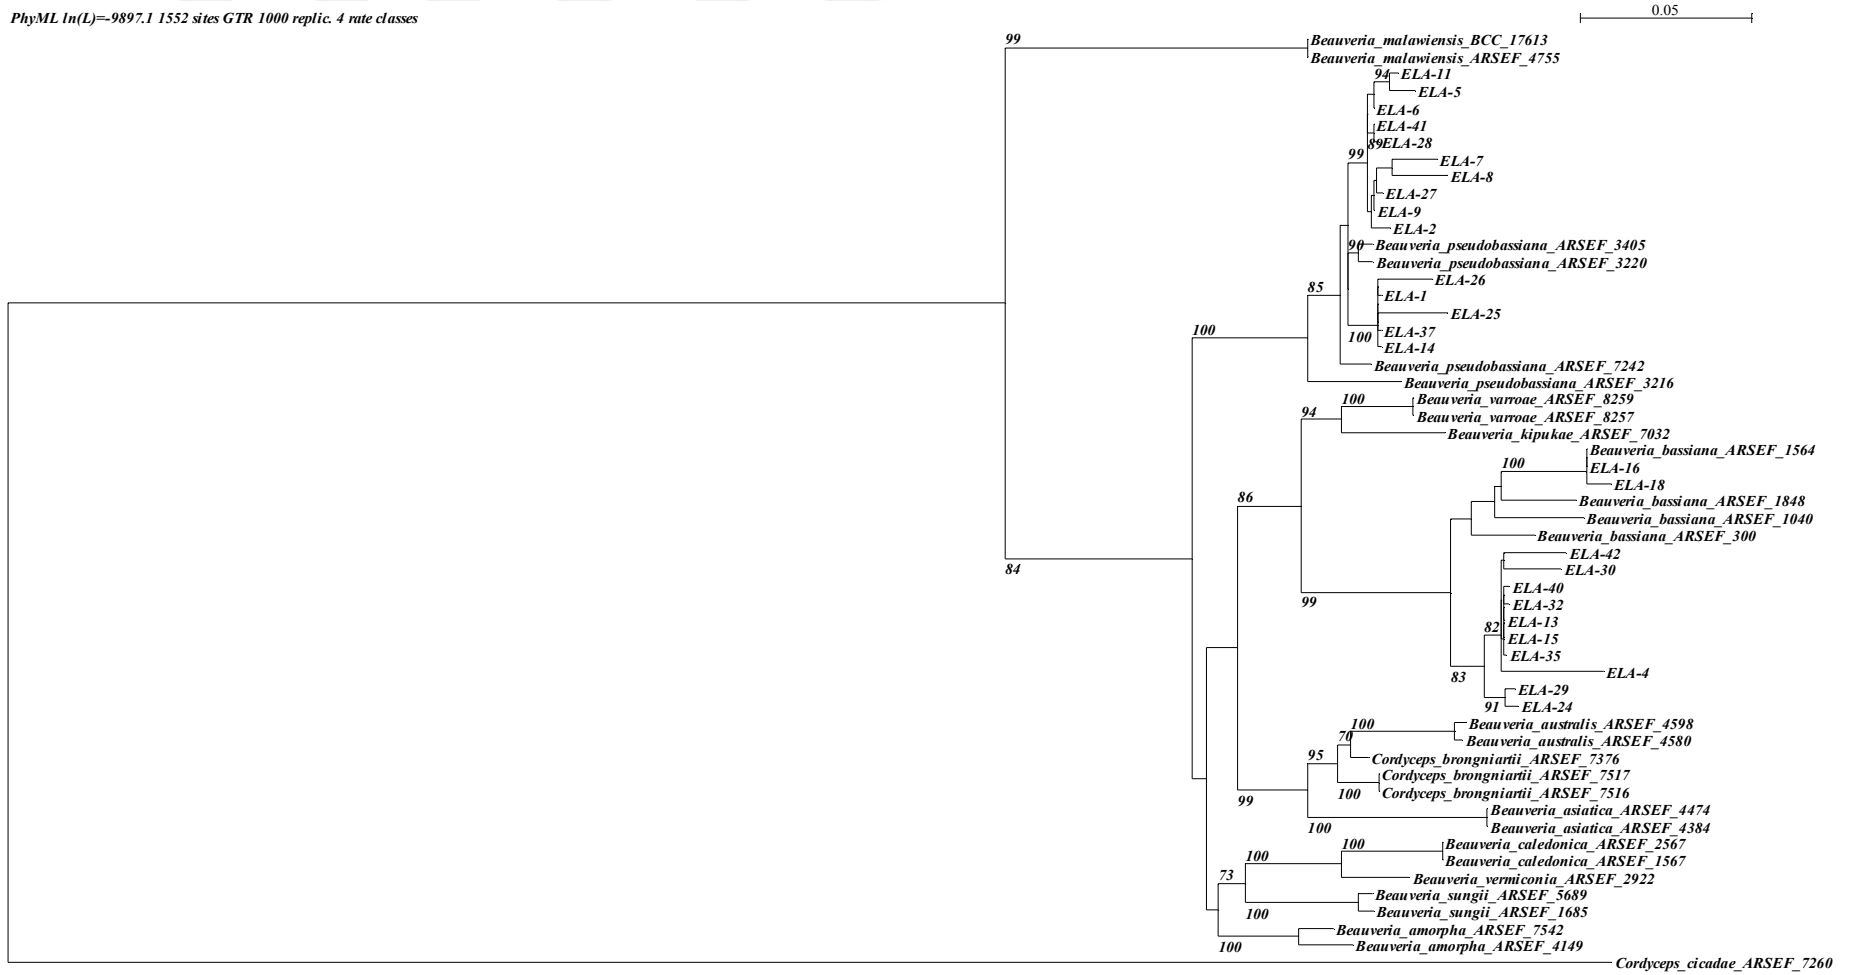 PhyML ln(L)=-9897.1 1552 sites GTR 1000 replic. 4 rate classes
0.05
99
Beauveria_malawiensis_BCC_17613
Beauveria_malawiensis_ARSEF_4755
94
ELA-11
ELA-5
ELA-6
ELA-41
89
ELA-28
99
ELA-7
ELA-8
ELA-27
ELA-9
ELA-2
90
Beauveria_pseudobassiana_ARSEF_3405
Beauveria_pseudobassiana_ARSEF_3220
ELA-26
85
ELA-1
ELA-25
100
ELA-37
100
ELA-14
Beauveria_pseudobassiana_ARSEF_7242
Beauveria_pseudobassiana_ARSEF_3216
100
Beauveria_varroae_ARSEF_8259
94
Beauveria_varroae_ARSEF_8257
Beauveria_kipukae_ARSEF_7032
Beauveria_bassiana_ARSEF_1564
100
ELA-16
ELA-18
86
Beauveria_bassiana_ARSEF_1848
Beauveria_bassiana_ARSEF_1040
Beauveria_bassiana_ARSEF_300
ELA-42
84
ELA-30
ELA-40
99
ELA-32
ELA-13
82
ELA-15
ELA-35
83
ELA-4
ELA-29
91
ELA-24
100
Beauveria_australis_ARSEF_4598
70
Beauveria_australis_ARSEF_4580
95
Cordyceps_brongniartii_ARSEF_7376
Cordyceps_brongniartii_ARSEF_7517
100
Cordyceps_brongniartii_ARSEF_7516
99
Beauveria_asiatica_ARSEF_4474
100
Beauveria_asiatica_ARSEF_4384
100
Beauveria_caledonica_ARSEF_2567
100
Beauveria_caledonica_ARSEF_1567
73
Beauveria_vermiconia_ARSEF_2922
Beauveria_sungii_ARSEF_5689
100
Beauveria_sungii_ARSEF_1685
Beauveria_amorpha_ARSEF_7542
100
Beauveria_amorpha_ARSEF_4149
Cordyceps_cicadae_ARSEF_7260